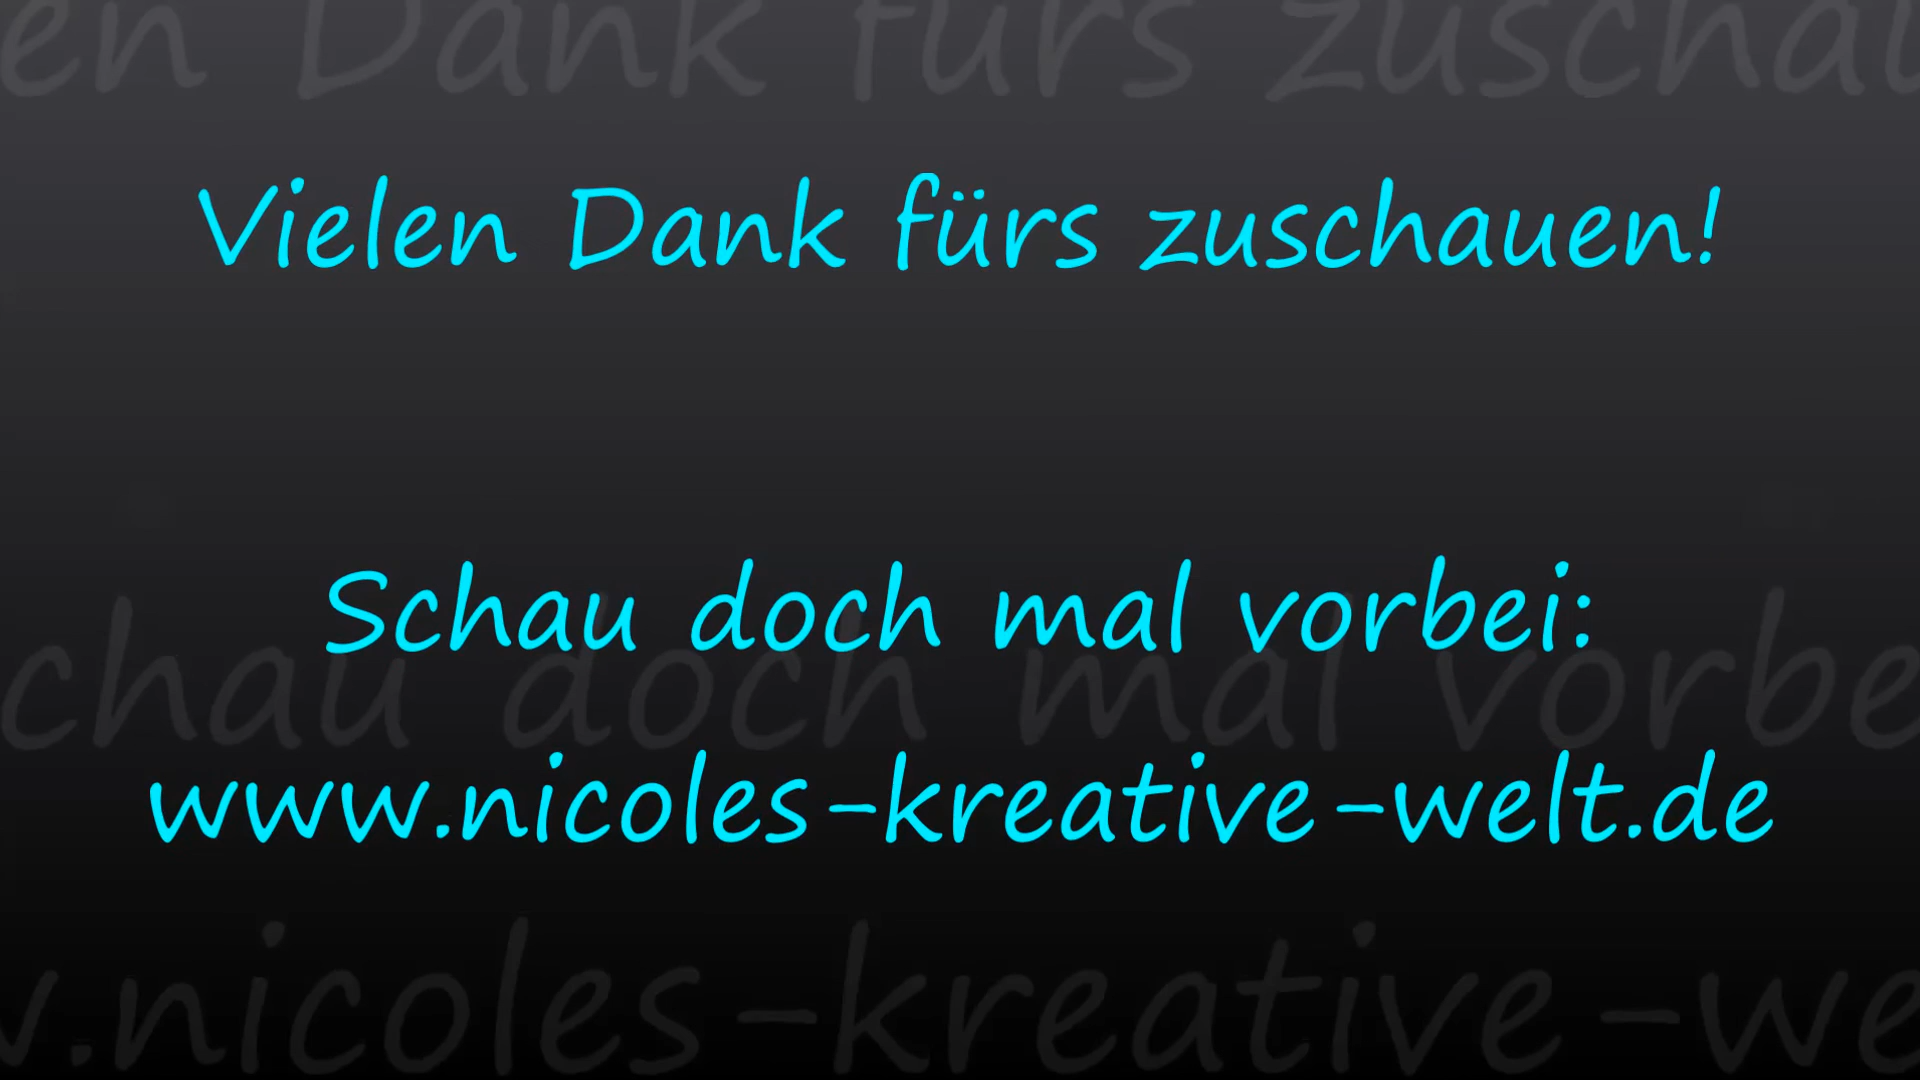 Vielen Dank fürs zuschauen!
Schau doch mal vorbei:
www.nicoles-kreative-welt.de